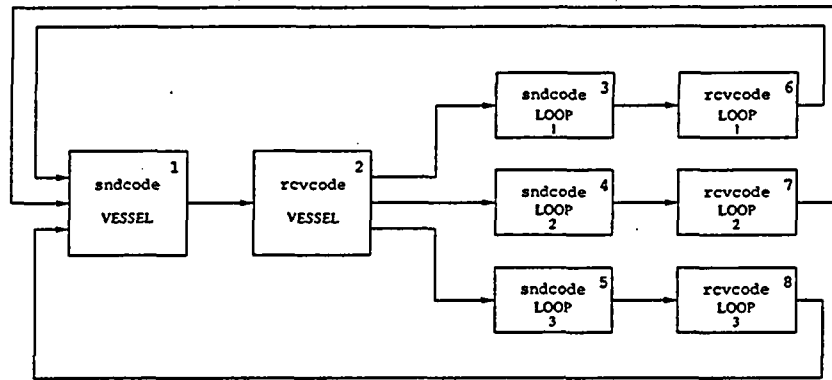 1
sndcode
VESSEL
2
rcvcode
VESSEL
sndcode 3
LOOP
1
rcvcode 6
LOOP
1
sndcode 4
LOOP
2
rcvcode 7
LOOP
2
sndcode 5
LOOP
3
rcvcode 8
LOOP
3